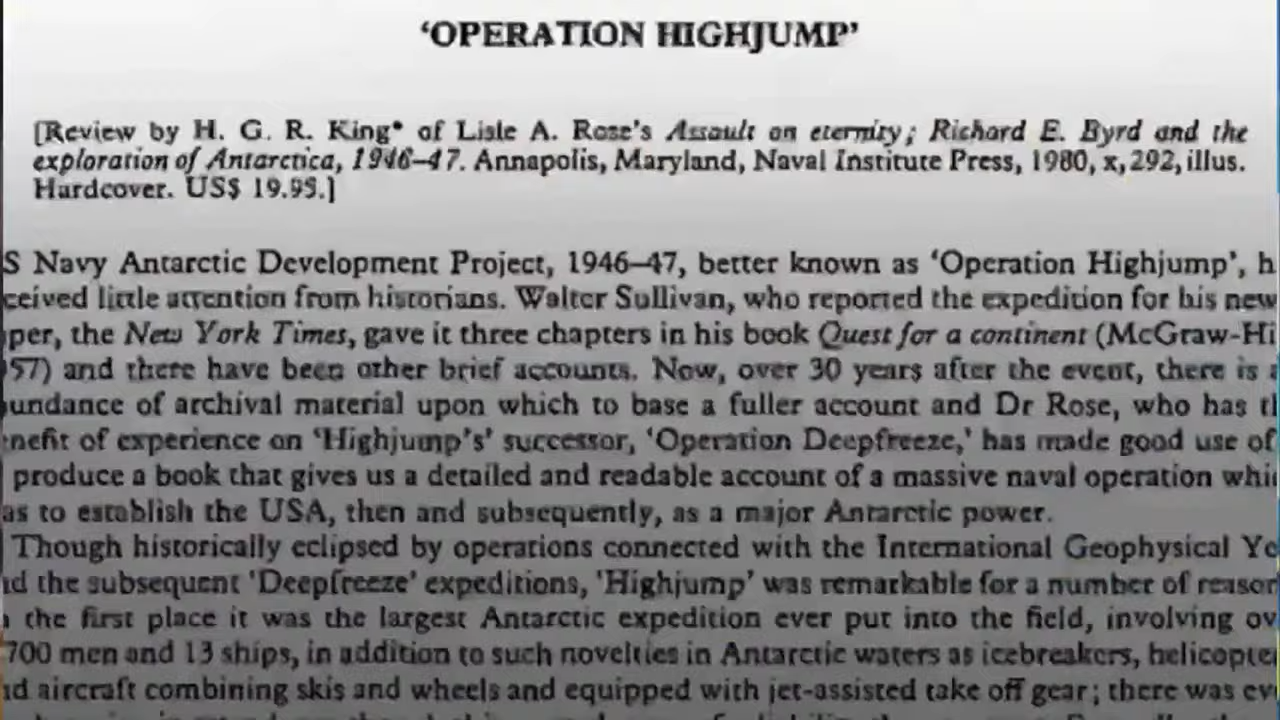 ‘OPERATION HIGHJUMP’
[Review by H. G. R. King* of Lisle A. Rose’s Assault on eternity; Richard E. Byrd and the
exploration of Antarctica, 1946–47. Annapolis, Maryland, Naval Institute Press, 1980, x, 292, illus.
Hardcover. US$ 19.95.]
S Navy Antarctic Development Project, 1946–47, better known as ‘Operation Highjump’, h
ceived little attention from historians. Walter Sullivan, who reported the expedition for his new
per, the New York Times, gave it three chapters in his book Quest for a continent (McGraw-Hi
57) and there have been other brief accounts. Now, over 30 years after the event, there is a
undance of archival material upon which to base a fuller account and Dr Rose, who has t
nefit of experience on ‘Highjump’s’ successor, ‘Operation Deepfreeze,’ has made good use of
produce a book that gives us a detailed and readable account of a massive naval operation whi
as to establish the USA, then and subsequently, as a major Antarctic power.
Though historically eclipsed by operations connected with the International Geophysical Ye
d the subsequent ‘Deepfreeze’ expeditions, ‘Highjump’ was remarkable for a number of reason
the first place it was the largest Antarctic expedition ever put into the field, involving ov
700 men and 13 ships, in addition to such novelties in Antarctic waters as icebreakers, helicopte
d aircraft combining skis and wheels and equipped with jet-assisted take off gear; there was ev